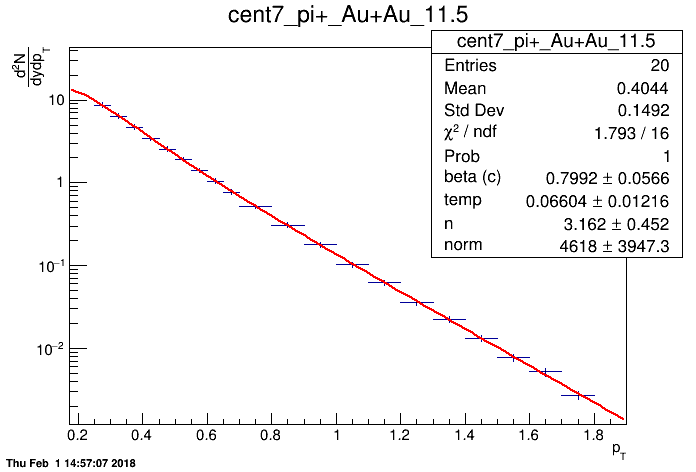 cent7_pi+_Au+Au_11.5
cent7_pi+_Au+Au_11.5
Entries 20
Mean 0.4044
Std Dev 0.1492
χ² / ndf 1.793 / 16
Prob 1
beta (c) 0.7992 ± 0.0566
temp 0.06604 ± 0.01216
n 3.162 ± 0.452
norm 4618 ± 3947.3
d²N
dydp_T
10
1
10⁻¹
10⁻²
0.2 0.4 0.6 0.8 1 1.2 1.4 1.6 1.8
p_T
Thu Feb 1 14:57:07 2018